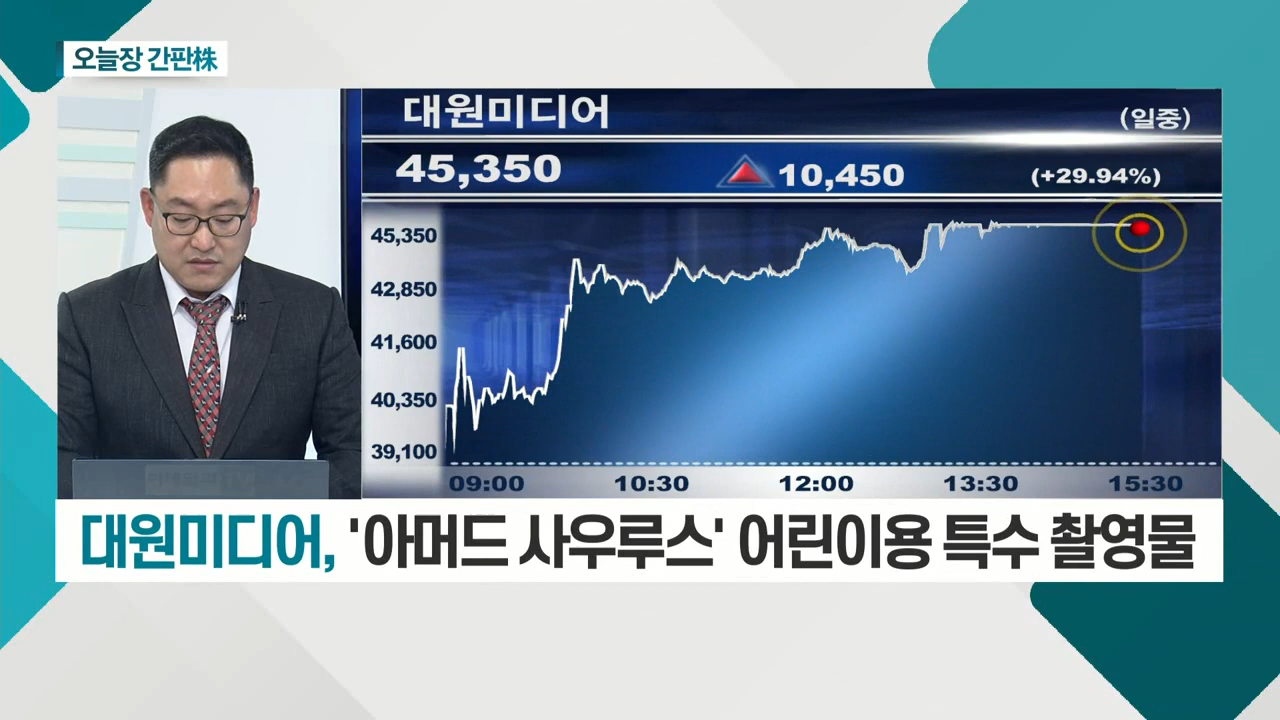 오늘장 간판株
대원미디어
(일중)
45,350 ▲ 10,450 (+29.94%)
45,350
42,850
41,600
40,350
39,100
09:00 10:30 12:00 13:30 15:30
대원미디어, '아머드 사우루스' 어린이용 특수 촬영물